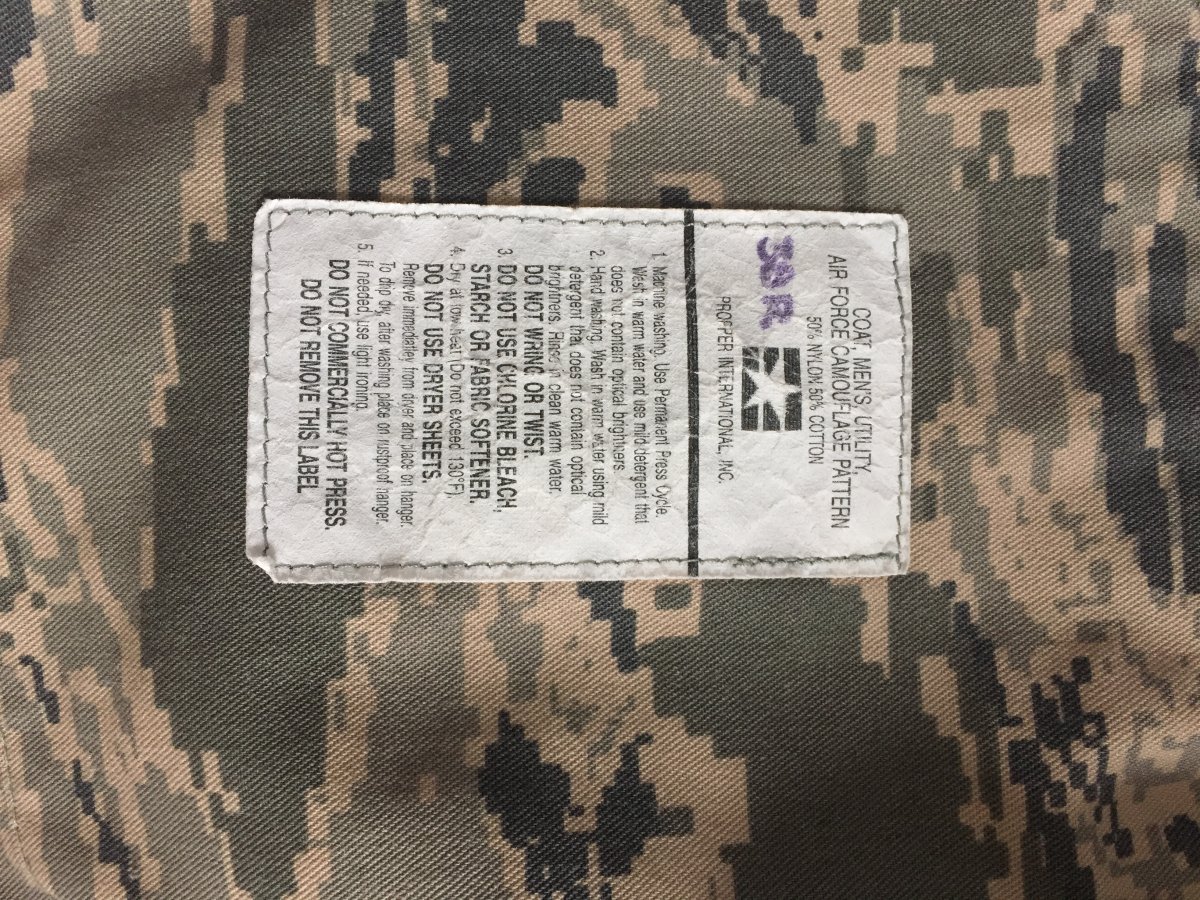 COAT, MEN'S, UTILITY,
AIR FORCE CAMOUFLAGE PATTERN
50% NYLON 50% COTTON
38R
PROPPER INTERNATIONAL, INC.
1. Machine washing. Use Permanent Press Cycle.
Wash in warm water and use mild detergent that
does not contain optical brighteners.
2. Hand washing. Wash in warm water using mild
detergent that does not contain optical
brighteners. Rinse in clean warm water.
DO NOT WRING OR TWIST.
3. DO NOT USE CHLORINE BLEACH,
STARCH OR FABRIC SOFTENER.
4. Dry at low heat (Do not exceed 130°F).
DO NOT USE DRYER SHEETS.
Remove immediatley from dryer and place on hanger.
To drip dry, after washing place on rustproof hanger.
5. If needed, use light ironing.
DO NOT COMMERCIALLY HOT PRESS.
DO NOT REMOVE THIS LABEL